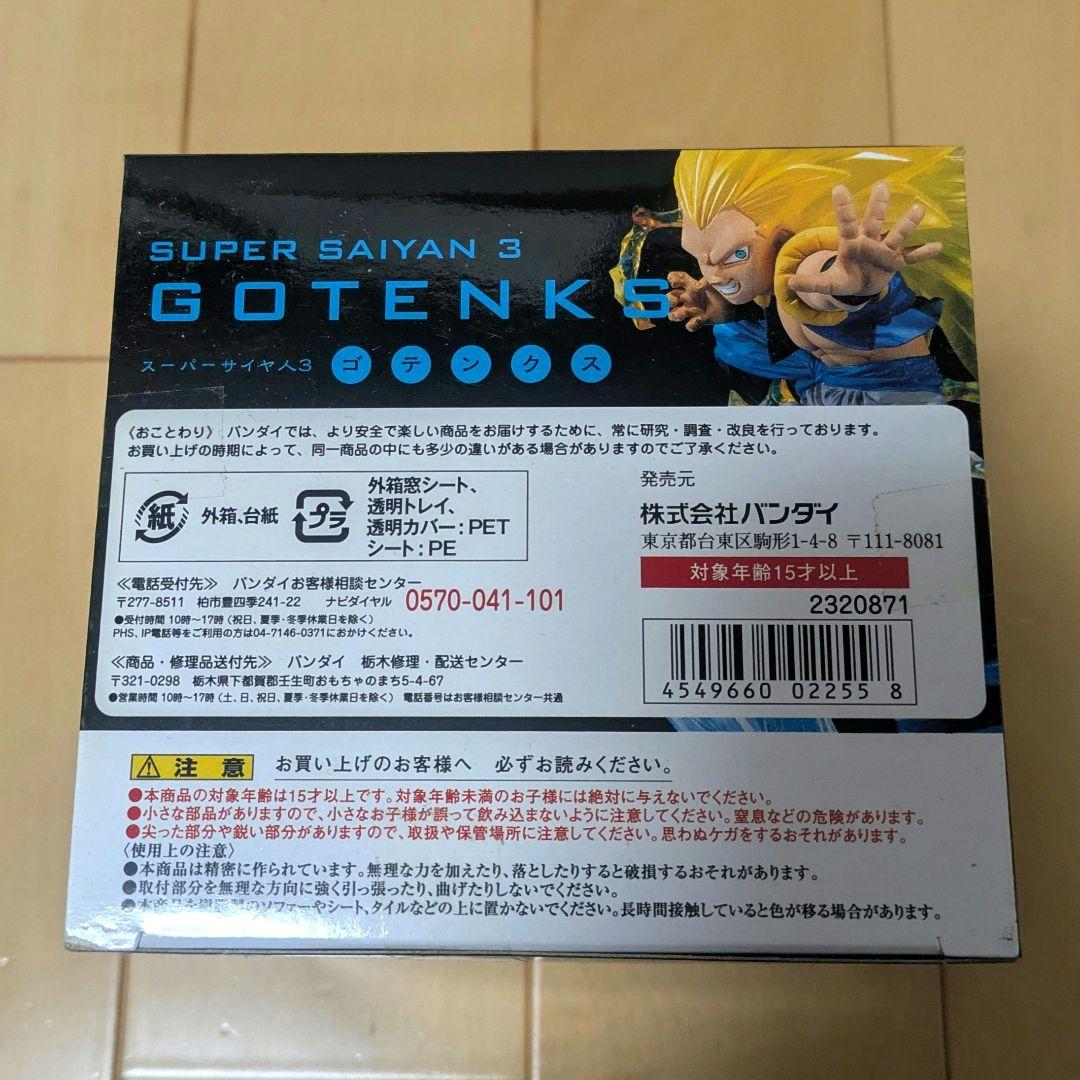 SUPER SAIYAN 3
GOTENKS
スーパーサイヤ人3 ゴテンクス
《おことわり》 バンダイでは、より安全で楽しい商品をお届けするために、常に研究・調査・改良を行っております。
お買い上げの時期によって、同一商品の中にも多少の違いがある場合がありますのでご了承ください。
紙 外箱、台紙
プラ 外箱窓シート、
透明トレイ、
透明カバー:PET
シート:PE
発売元
株式会社バンダイ
東京都台東区駒形1-4-8 〒111-8081
対象年齢15才以上
2320871
4549660 02255 8
≪電話受付先≫ バンダイお客様相談センター
〒277-8511 柏市豊四季241-22 ナビダイヤル 0570-041-101
●受付時間 10時~17時 (祝日、夏季・冬季休業日を除く)
PHS、IP電話等をご利用の方は04-7146-0371におかけください。
≪商品・修理品送付先≫ バンダイ 栃木修理・配送センター
〒321-0298 栃木県下都賀郡壬生町おもちゃのまち5-4-67
●営業時間 10時~17時 (土、日、祝日、夏季・冬季休業日を除く) 電話番号はお客様相談センター共通
注意 お買い上げのお客様へ 必ずお読みください。
●本商品の対象年齢は15才以上です。対象年齢未満のお子様には絶対に与えないでください。
●小さな部品がありますので、小さなお子様が誤って飲み込まないように注意してください。窒息などの危険があります。
●尖った部分や鋭い部分がありますので、取扱や保管場所に注意してください。思わぬケガをするおそれがあります。
〈使用上の注意〉
●本商品は精密に作られています。無理な力を加えたり、落としたりすると破損するおそれがあります。
●取付部分を無理な方向に強く引っ張ったり、曲げたりしないでください。
●本商品を樹脂製のソファーやシート、タイルなどの上に置かないでください。長時間接触していると色が移る場合があります。